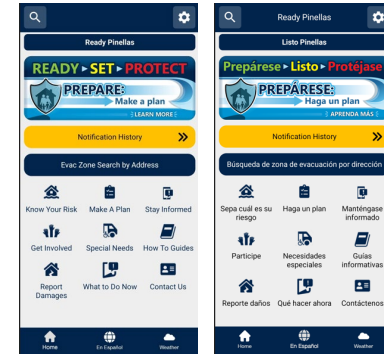 Ready Pinellas
READY ▸ SET ▸ PROTECT
PREPARE:
Make a plan
LEARN MORE
Notification History
Evac Zone Search by Address
Know Your Risk
Make A Plan
Stay Informed
Get Involved
Special Needs
How To Guides
Report
Damages
What to Do Now
Contact Us
Home
En Español
Weather
Ready Pinellas
Listo Pinellas
Prepárese ▸ Listo ▸ Protéjase
PREPÁRESE:
Haga un plan
APRENDA MÁS
Notification History
Búsqueda de zona de evacuación por dirección
Sepa cuál es su
riesgo
Haga un plan
Manténgase
informado
Participe
Necesidades
especiales
Guías
informativas
Reporte daños
Qué hacer ahora
Contáctenos
Home
En Español
Weather